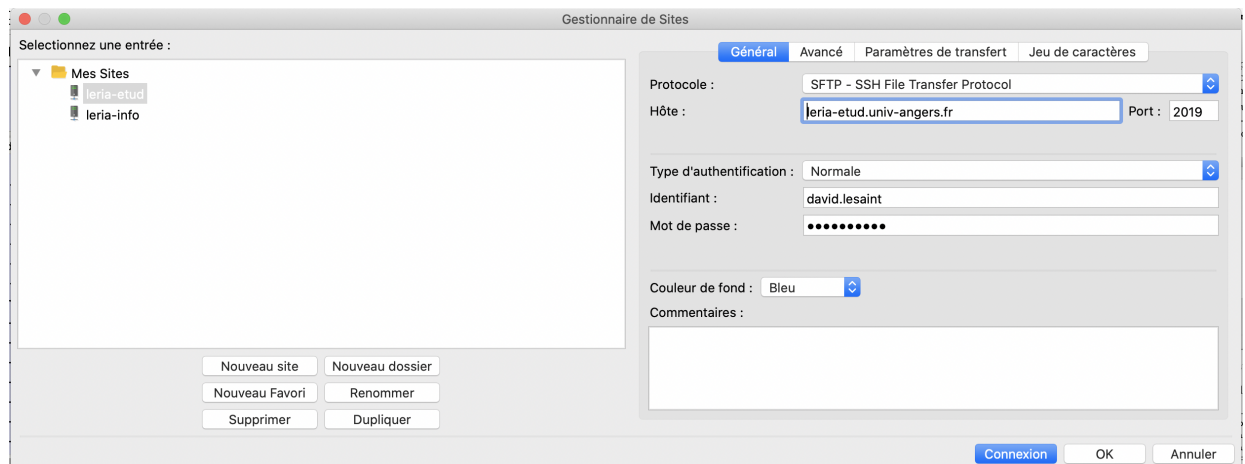 Gestionnaire de Sites
Selectionnez une entrée :
Mes Sites
leria-etud
leria-info
Nouveau site
Nouveau dossier
Nouveau Favori
Renommer
Supprimer
Dupliquer
Général
Avancé
Paramètres de transfert
Jeu de caractères
Protocole :
SFTP - SSH File Transfer Protocol
Hôte :
leria-etud.univ-angers.fr
Port :
2019
Type d'authentification :
Normale
Identifiant :
david.lesaint
Mot de passe :
●●●●●●●●●●
Couleur de fond :
Bleu
Commentaires :
Connexion
OK
Annuler